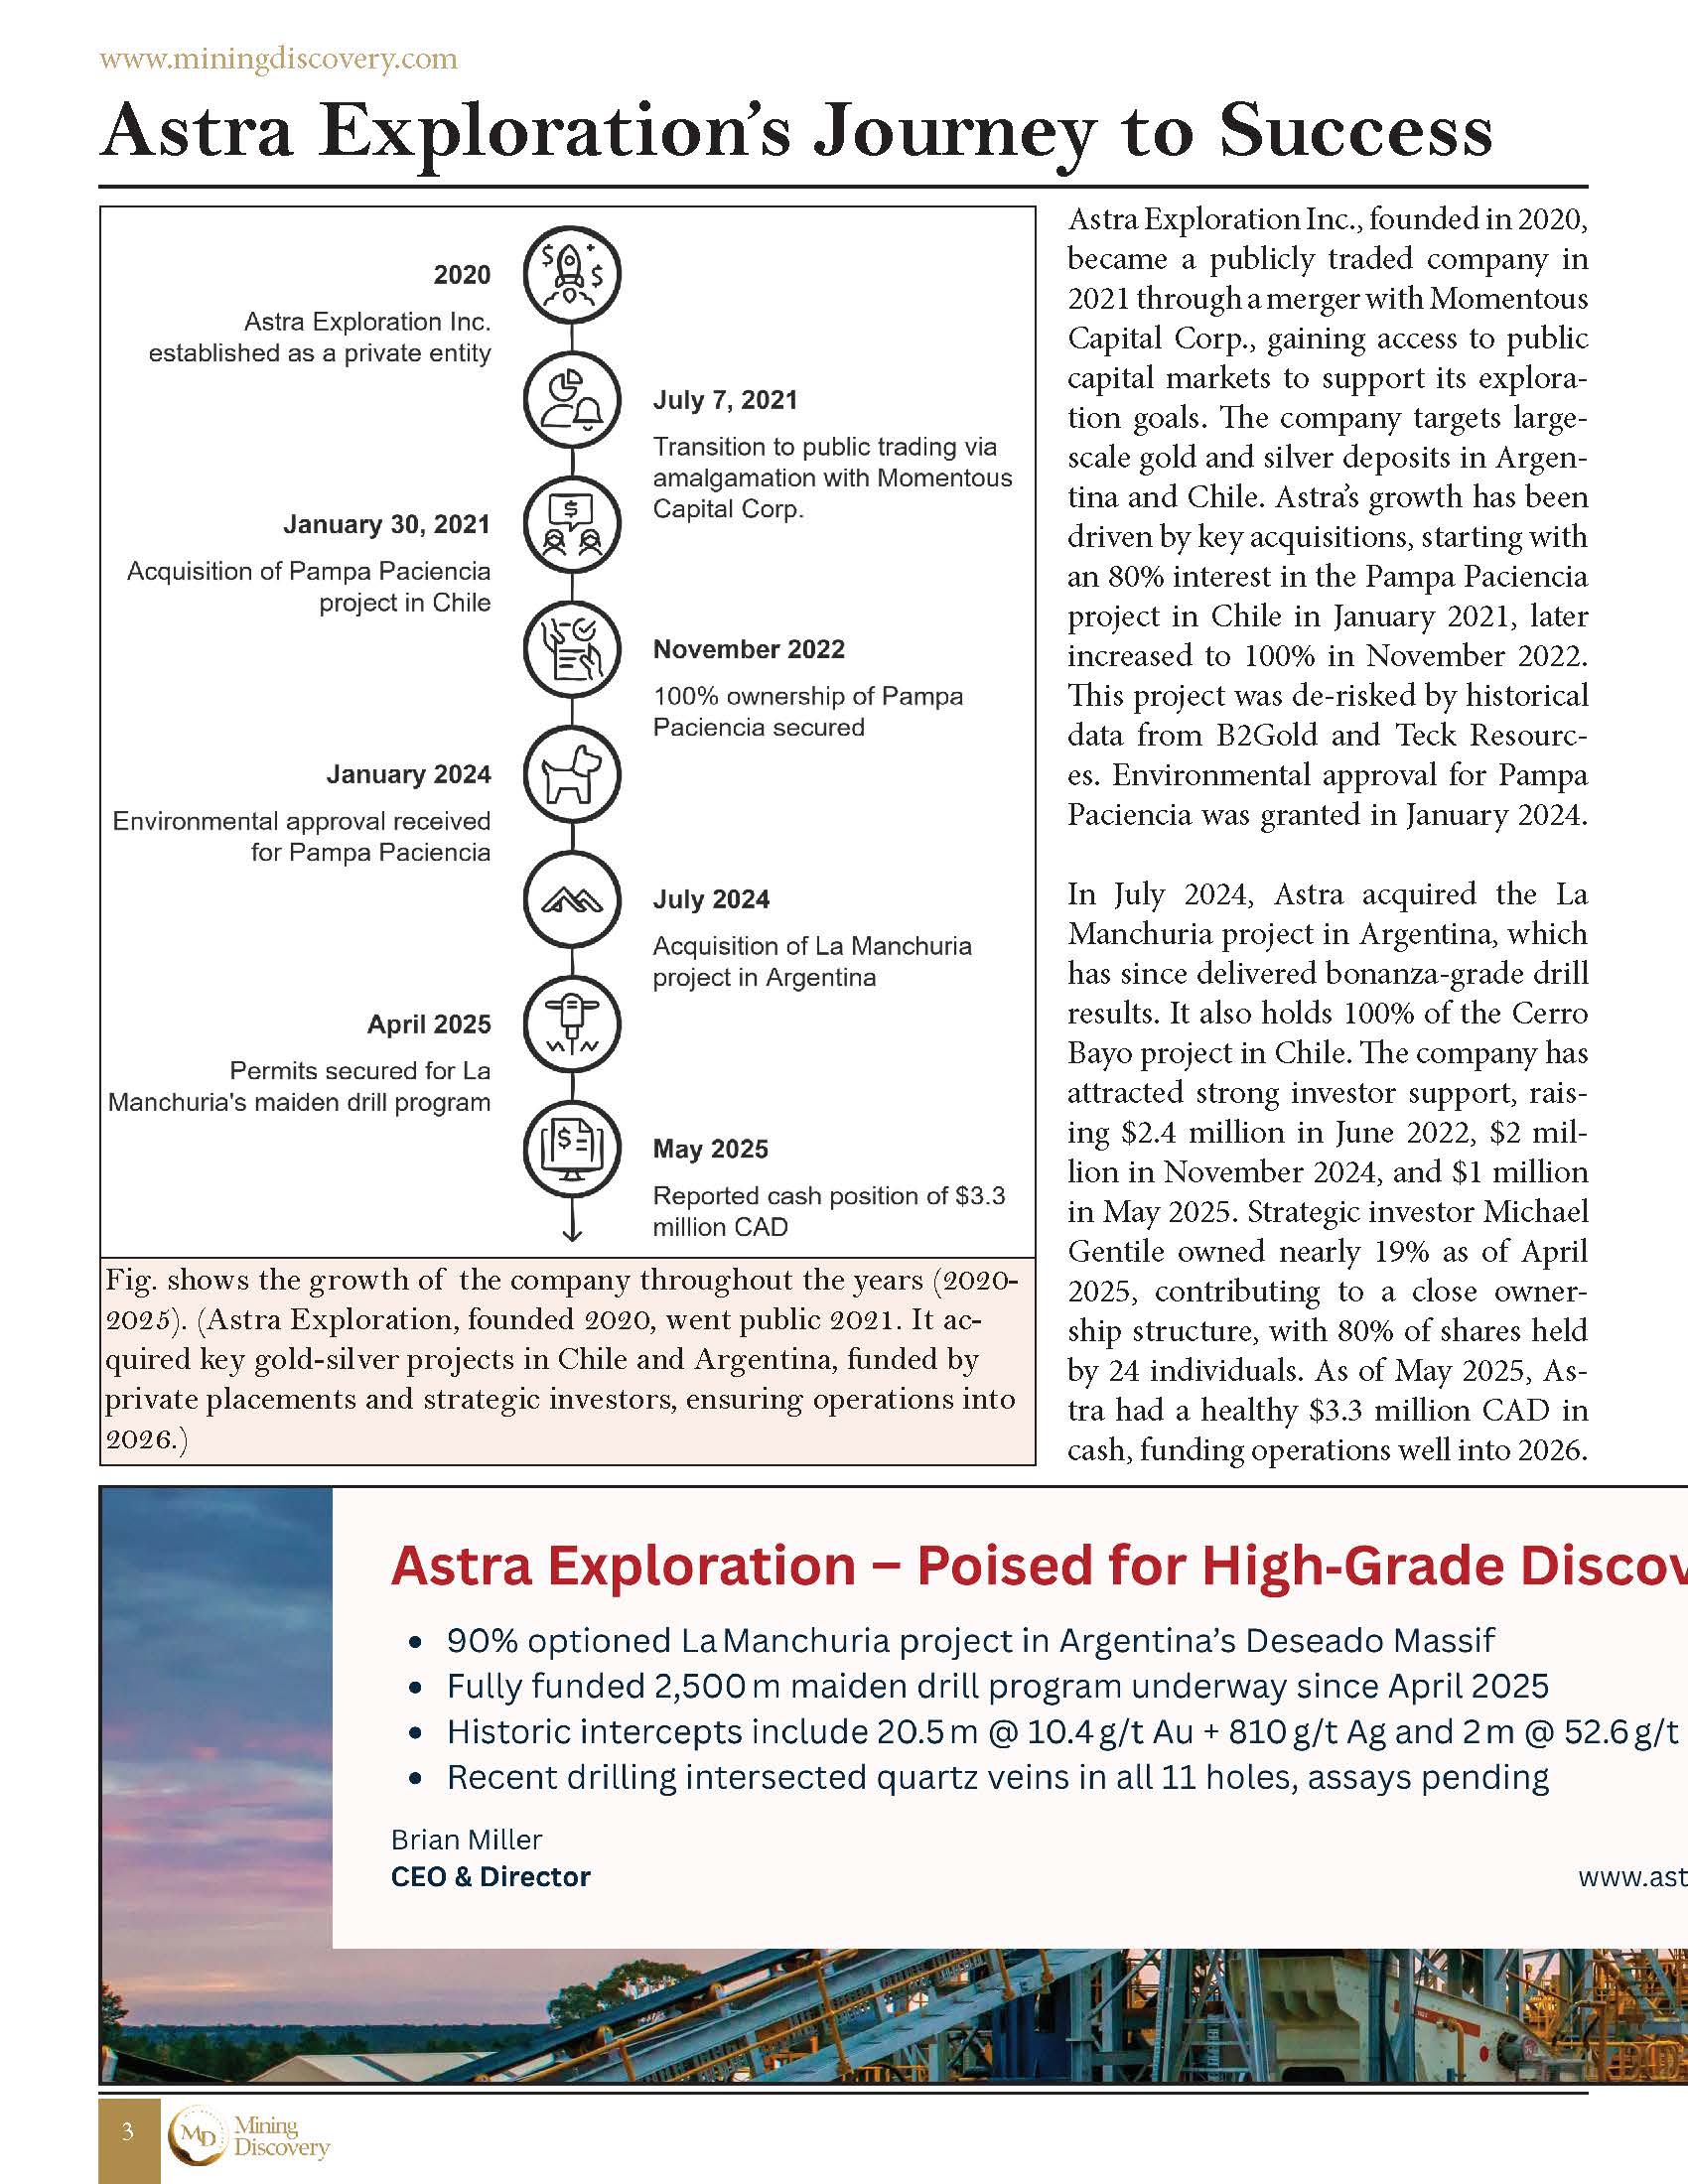 www.miningdiscovery.com
Astra Exploration's Journey to Success
2020
Astra Exploration Inc.
established as a private entity
July 7, 2021
Transition to public trading via
amalgamation with Momentous
Capital Corp.
January 30, 2021
Acquisition of Pampa Paciencia
project in Chile
November 2022
100% ownership of Pampa
Paciencia secured
January 2024
Environmental approval received
for Pampa Paciencia
July 2024
Acquisition of La Manchuria
project in Argentina
April 2025
Permits secured for La
Manchuria's maiden drill program
May 2025
Reported cash position of $3.3
million CAD
Fig. shows the growth of the company throughout the years (2020-
2025). (Astra Exploration, founded 2020, went public 2021. It ac-
quired key gold-silver projects in Chile and Argentina, funded by
private placements and strategic investors, ensuring operations into
2026.)
Astra Exploration Inc., founded in 2020,
became a publicly traded company in
2021 through a merger with Momentous
Capital Corp., gaining access to public
capital markets to support its explora-
tion goals. The company targets large-
scale gold and silver deposits in Argen-
tina and Chile. Astra's growth has been
driven by key acquisitions, starting with
an 80% interest in the Pampa Paciencia
project in Chile in January 2021, later
increased to 100% in November 2022.
This project was de-risked by historical
data from B2Gold and Teck Resourc-
es. Environmental approval for Pampa
Paciencia was granted in January 2024.
In July 2024, Astra acquired the La
Manchuria project in Argentina, which
has since delivered bonanza-grade drill
results. It also holds 100% of the Cerro
Bayo project in Chile. The company has
attracted strong investor support, rais-
ing $2.4 million in June 2022, $2 mil-
lion in November 2024, and $1 million
in May 2025. Strategic investor Michael
Gentile owned nearly 19% as of April
2025, contributing to a close owner-
ship structure, with 80% of shares held
by 24 individuals. As of May 2025, As-
tra had a healthy $3.3 million CAD in
cash, funding operations well into 2026.
Astra Exploration – Poised for High-Grade Discov
• 90% optioned La Manchuria project in Argentina's Deseado Massif
• Fully funded 2,500 m maiden drill program underway since April 2025
• Historic intercepts include 20.5 m @ 10.4 g/t Au + 810 g/t Ag and 2 m @ 52.6 g/t
• Recent drilling intersected quartz veins in all 11 holes, assays pending
Brian Miller
CEO & Director
www.ast
3
MD
Mining
Discovery